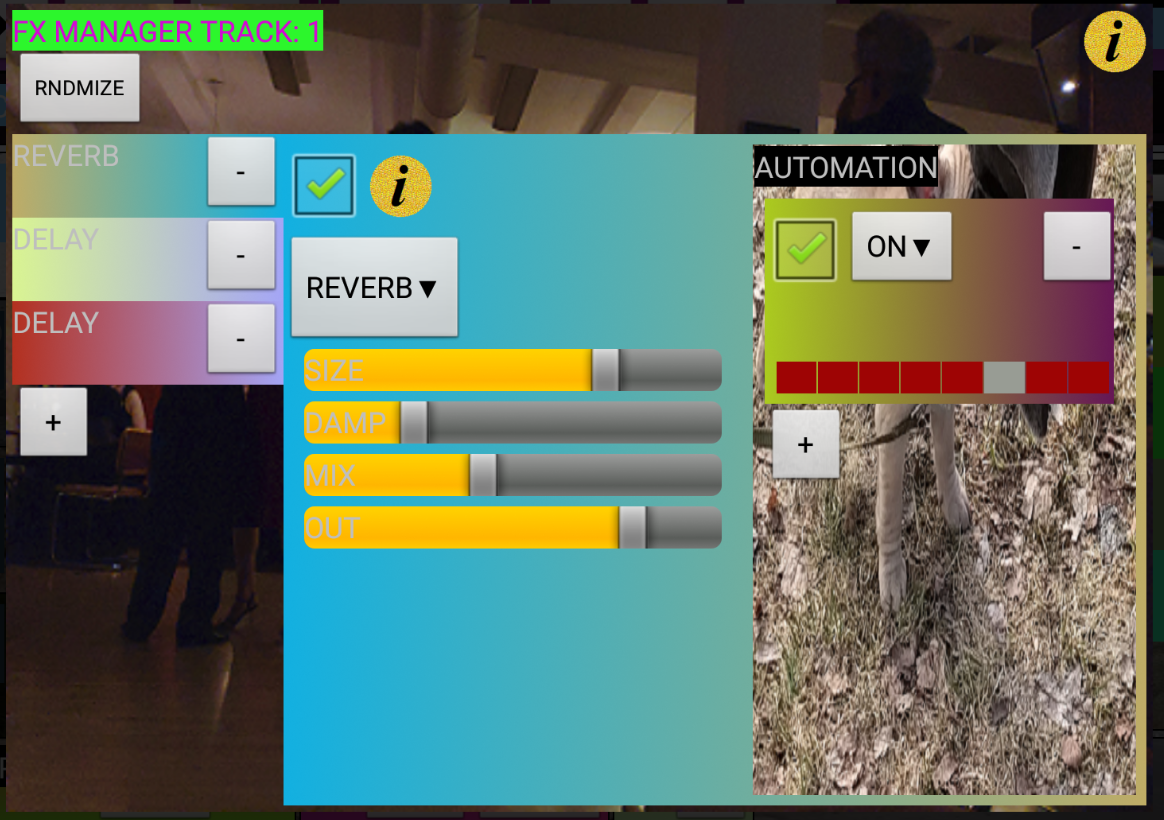 FX MANAGER TRACK: 1
i
RNDMIZE
REVERB
-
DELAY
-
DELAY
-
+
i
REVERB ▼
SIZE
DAMP
MIX
OUT
AUTOMATION
ON ▼
-
+